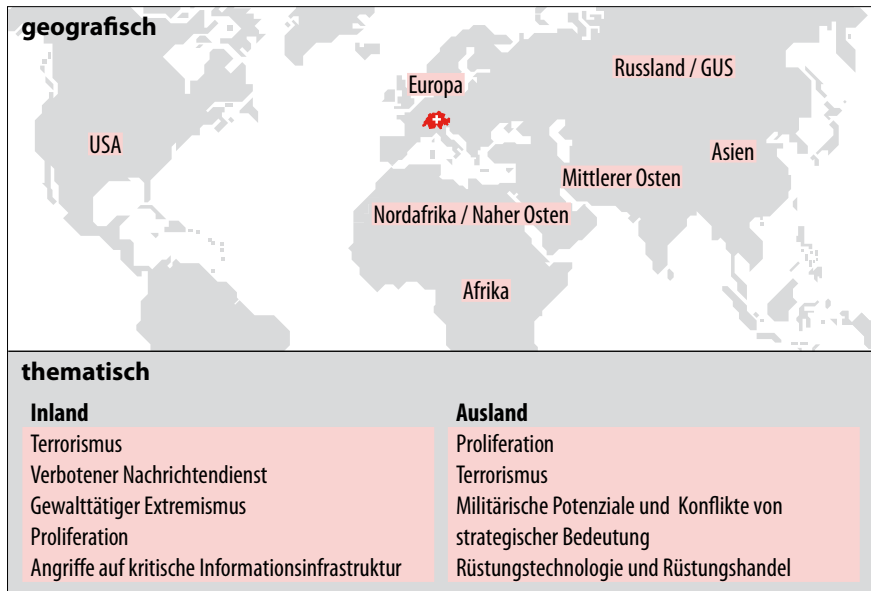 geografisch
Europa
Russland / GUS
USA
Asien
Mittlerer Osten
Nordafrika / Naher Osten
Afrika
thematisch
Inland
Terrorismus
Verbotener Nachrichtendienst
Gewalttätiger Extremismus
Proliferation
Angriffe auf kritische Informationsinfrastruktur
Ausland
Proliferation
Terrorismus
Militärische Potenziale und Konflikte von
strategischer Bedeutung
Rüstungstechnologie und Rüstungshandel